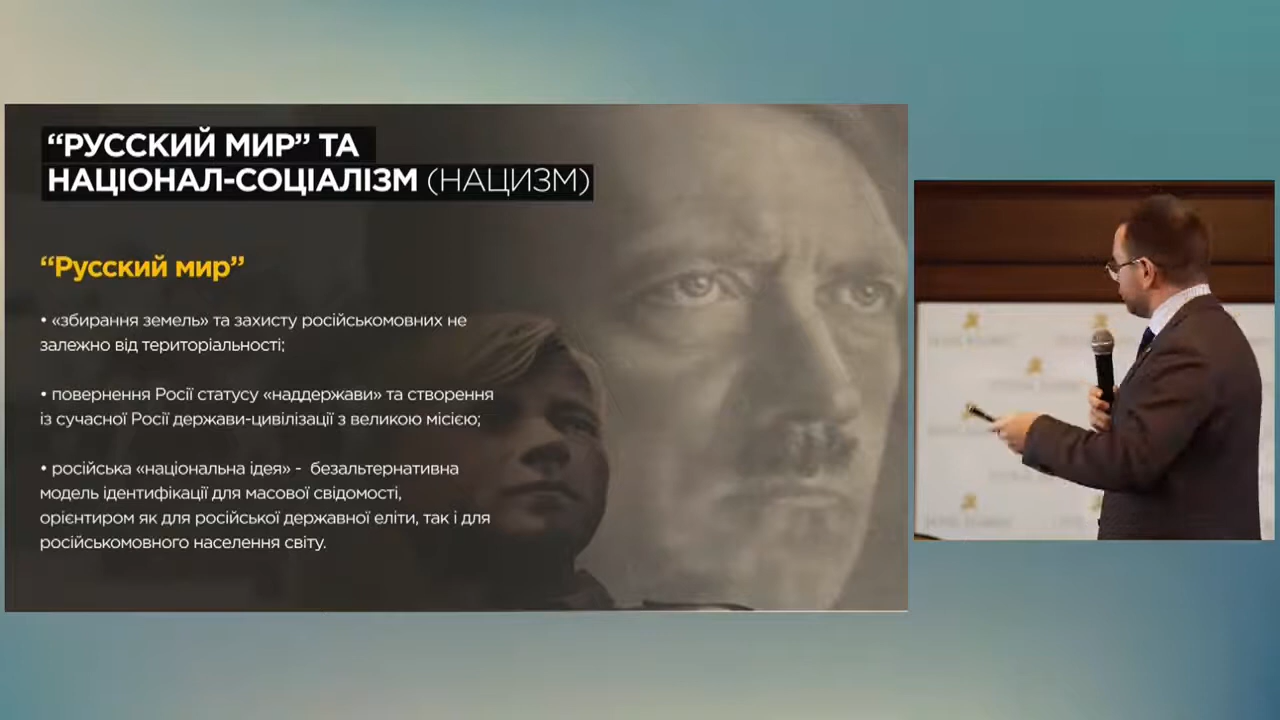 “РУССКИЙ МИР” ТА
НАЦІОНАЛ-СОЦІАЛІЗМ (НАЦИЗМ)
“Русский мир”
• «збирання земель» та захисту російськомовних не
залежно від територіальності;
• повернення Росії статусу «наддержави» та створення
із сучасної Росії держави-цивілізації з великою місією;
• російська «національна ідея» - безальтернативна
модель ідентифікації для масової свідомості,
орієнтиром як для російської державної еліти, так і для
російськомовного населення світу.